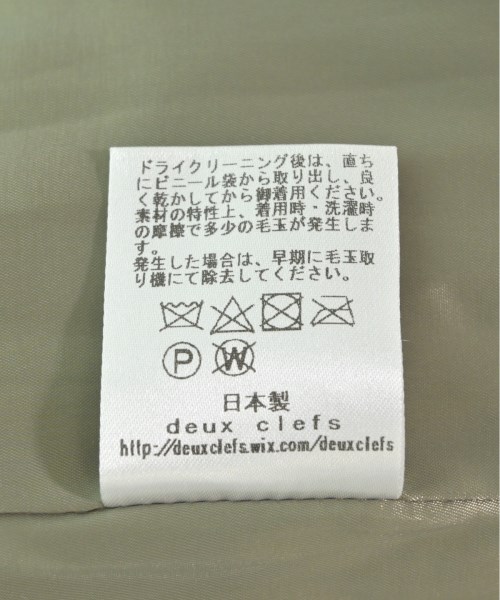 ドライクリーニング後は、直ち
にビニール袋から取り出し、良
く乾かしてから御着用ください。
素材の特性上、着用時・洗濯時
の摩擦で多少の毛玉が発生しま
す。
発生した場合は、早期に毛玉取
り機にて除去してください。
P W
日本製
deux clefs
http://deuxclefs.wix.com/deuxclefs